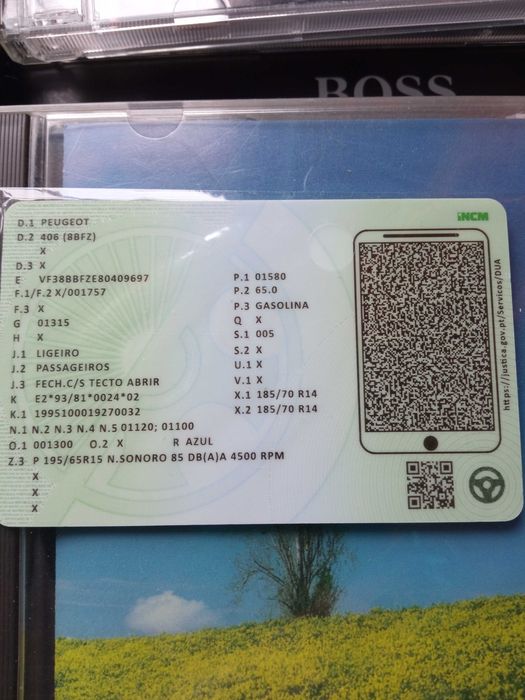 BOSS
iNCM
D.1 PEUGEOT
D.2 406 (8BFZ)
X
D.3 X
E VF38BBFZE80409697
F.1/F.2 X/001757
F.3 X
G 01315
H X
J.1 LIGEIRO
J.2 PASSAGEIROS
J.3 FECH.C/S TECTO ABRIR
K E2*93/81*0024*02
K.1 1995100019270032
N.1 N.2 N.3 N.4 N.5 01120; 01100
O.1 001300 O.2 X R AZUL
Z.3 P 195/65R15 N.SONORO 85 DB(A)A 4500 RPM
X
X
X
P.1 01580
P.2 65.0
P.3 GASOLINA
Q X
S.1 005
S.2 X
U.1 X
V.1 X
X.1 185/70 R14
X.2 185/70 R14
https://justica.gov.pt/Servicos/DUA